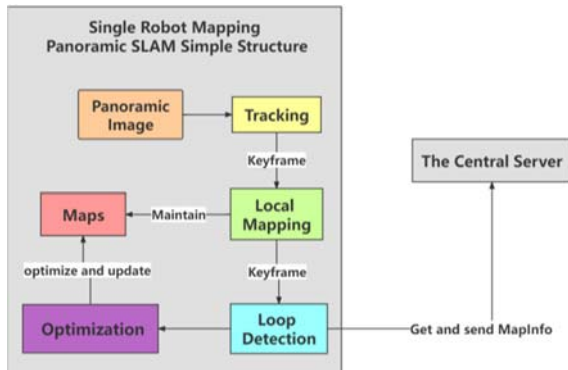 Single Robot Mapping
Panoramic SLAM Simple Structure
Panoramic
Image
Tracking
Keyframe
The Central Server
Maps
Maintain
Local
Mapping
optimize and update
Keyframe
Optimization
Loop
Detection
Get and send MapInfo